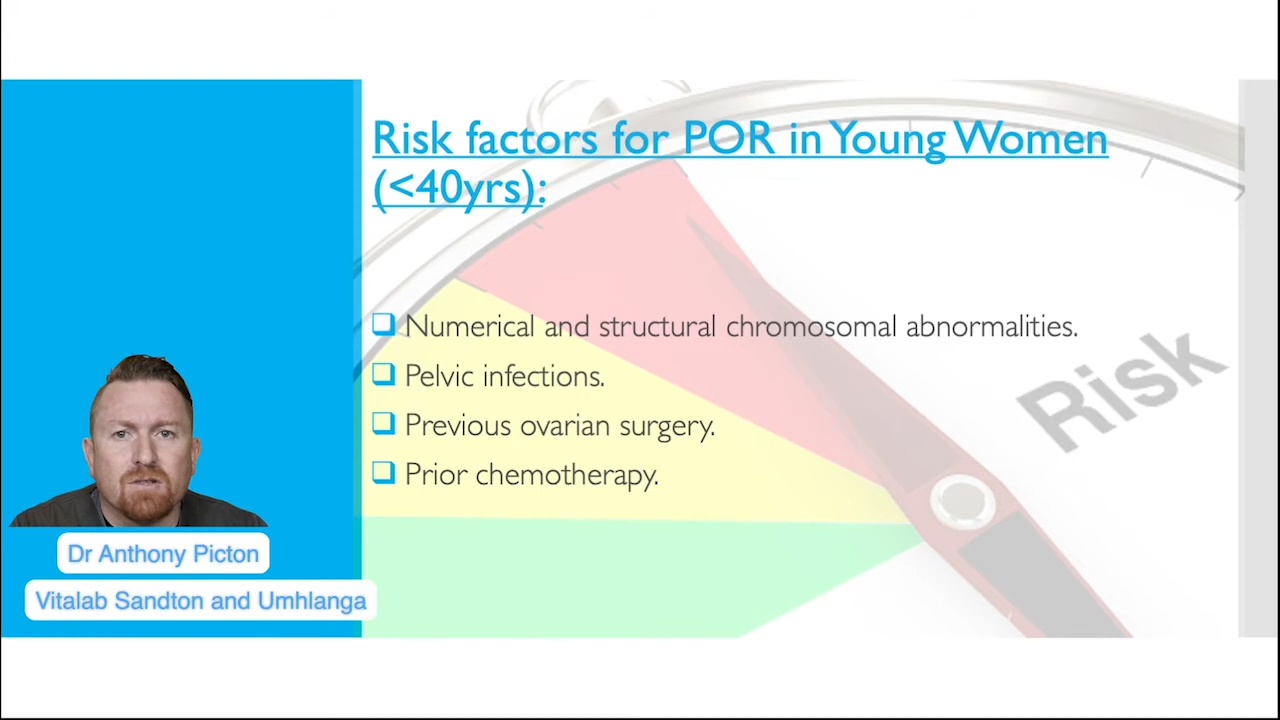 Risk factors for POR in Young Women
(<40yrs):
Numerical and structural chromosomal abnormalities.
Pelvic infections.
Previous ovarian surgery.
Prior chemotherapy.
Risk
Dr Anthony Picton
Vitalab Sandton and Umhlanga